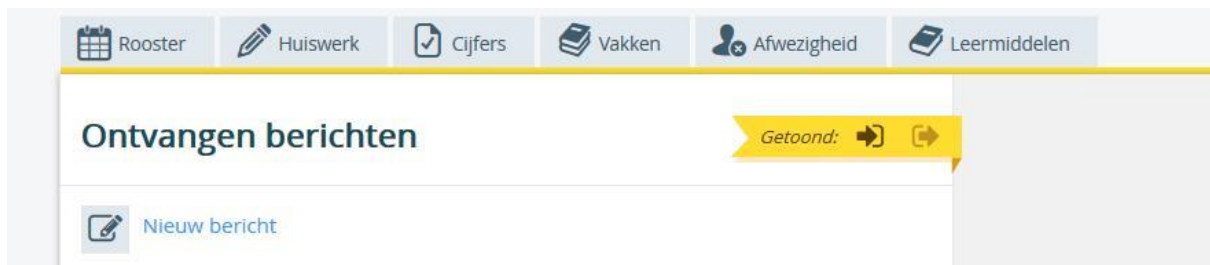 Rooster Huiswerk Cijfers Vakken Afwezigheid Leermiddelen
Ontvangen berichten
Getoond:
Nieuw bericht